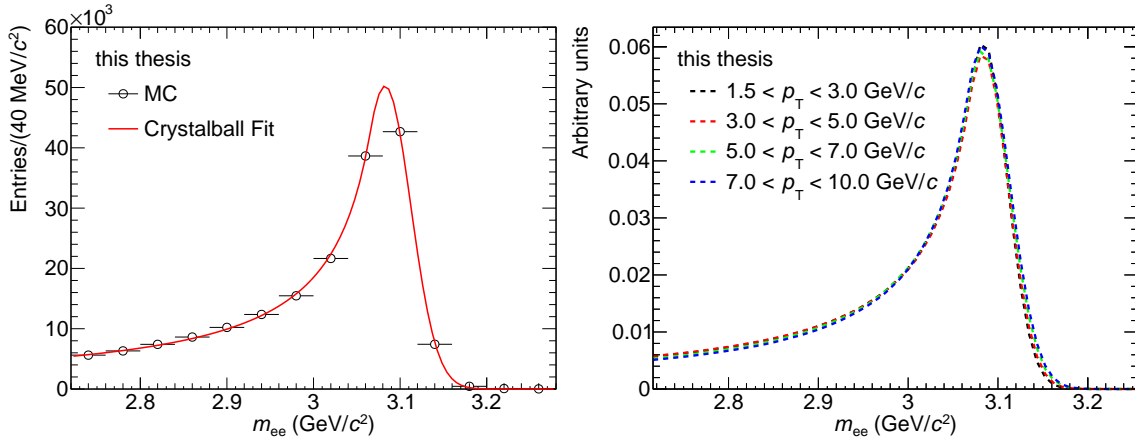 ×10³
60
50
40
30
20
10
0
Entries/(40 MeV/c²)
this thesis
MC
Crystalball Fit
2.8 2.9 3 3.1 3.2
m_ee (GeV/c²)
0.06
0.05
0.04
0.03
0.02
0.01
0
Arbitrary units
this thesis
1.5 < p_T < 3.0 GeV/c
3.0 < p_T < 5.0 GeV/c
5.0 < p_T < 7.0 GeV/c
7.0 < p_T < 10.0 GeV/c
2.8 2.9 3 3.1 3.2
m_ee (GeV/c²)